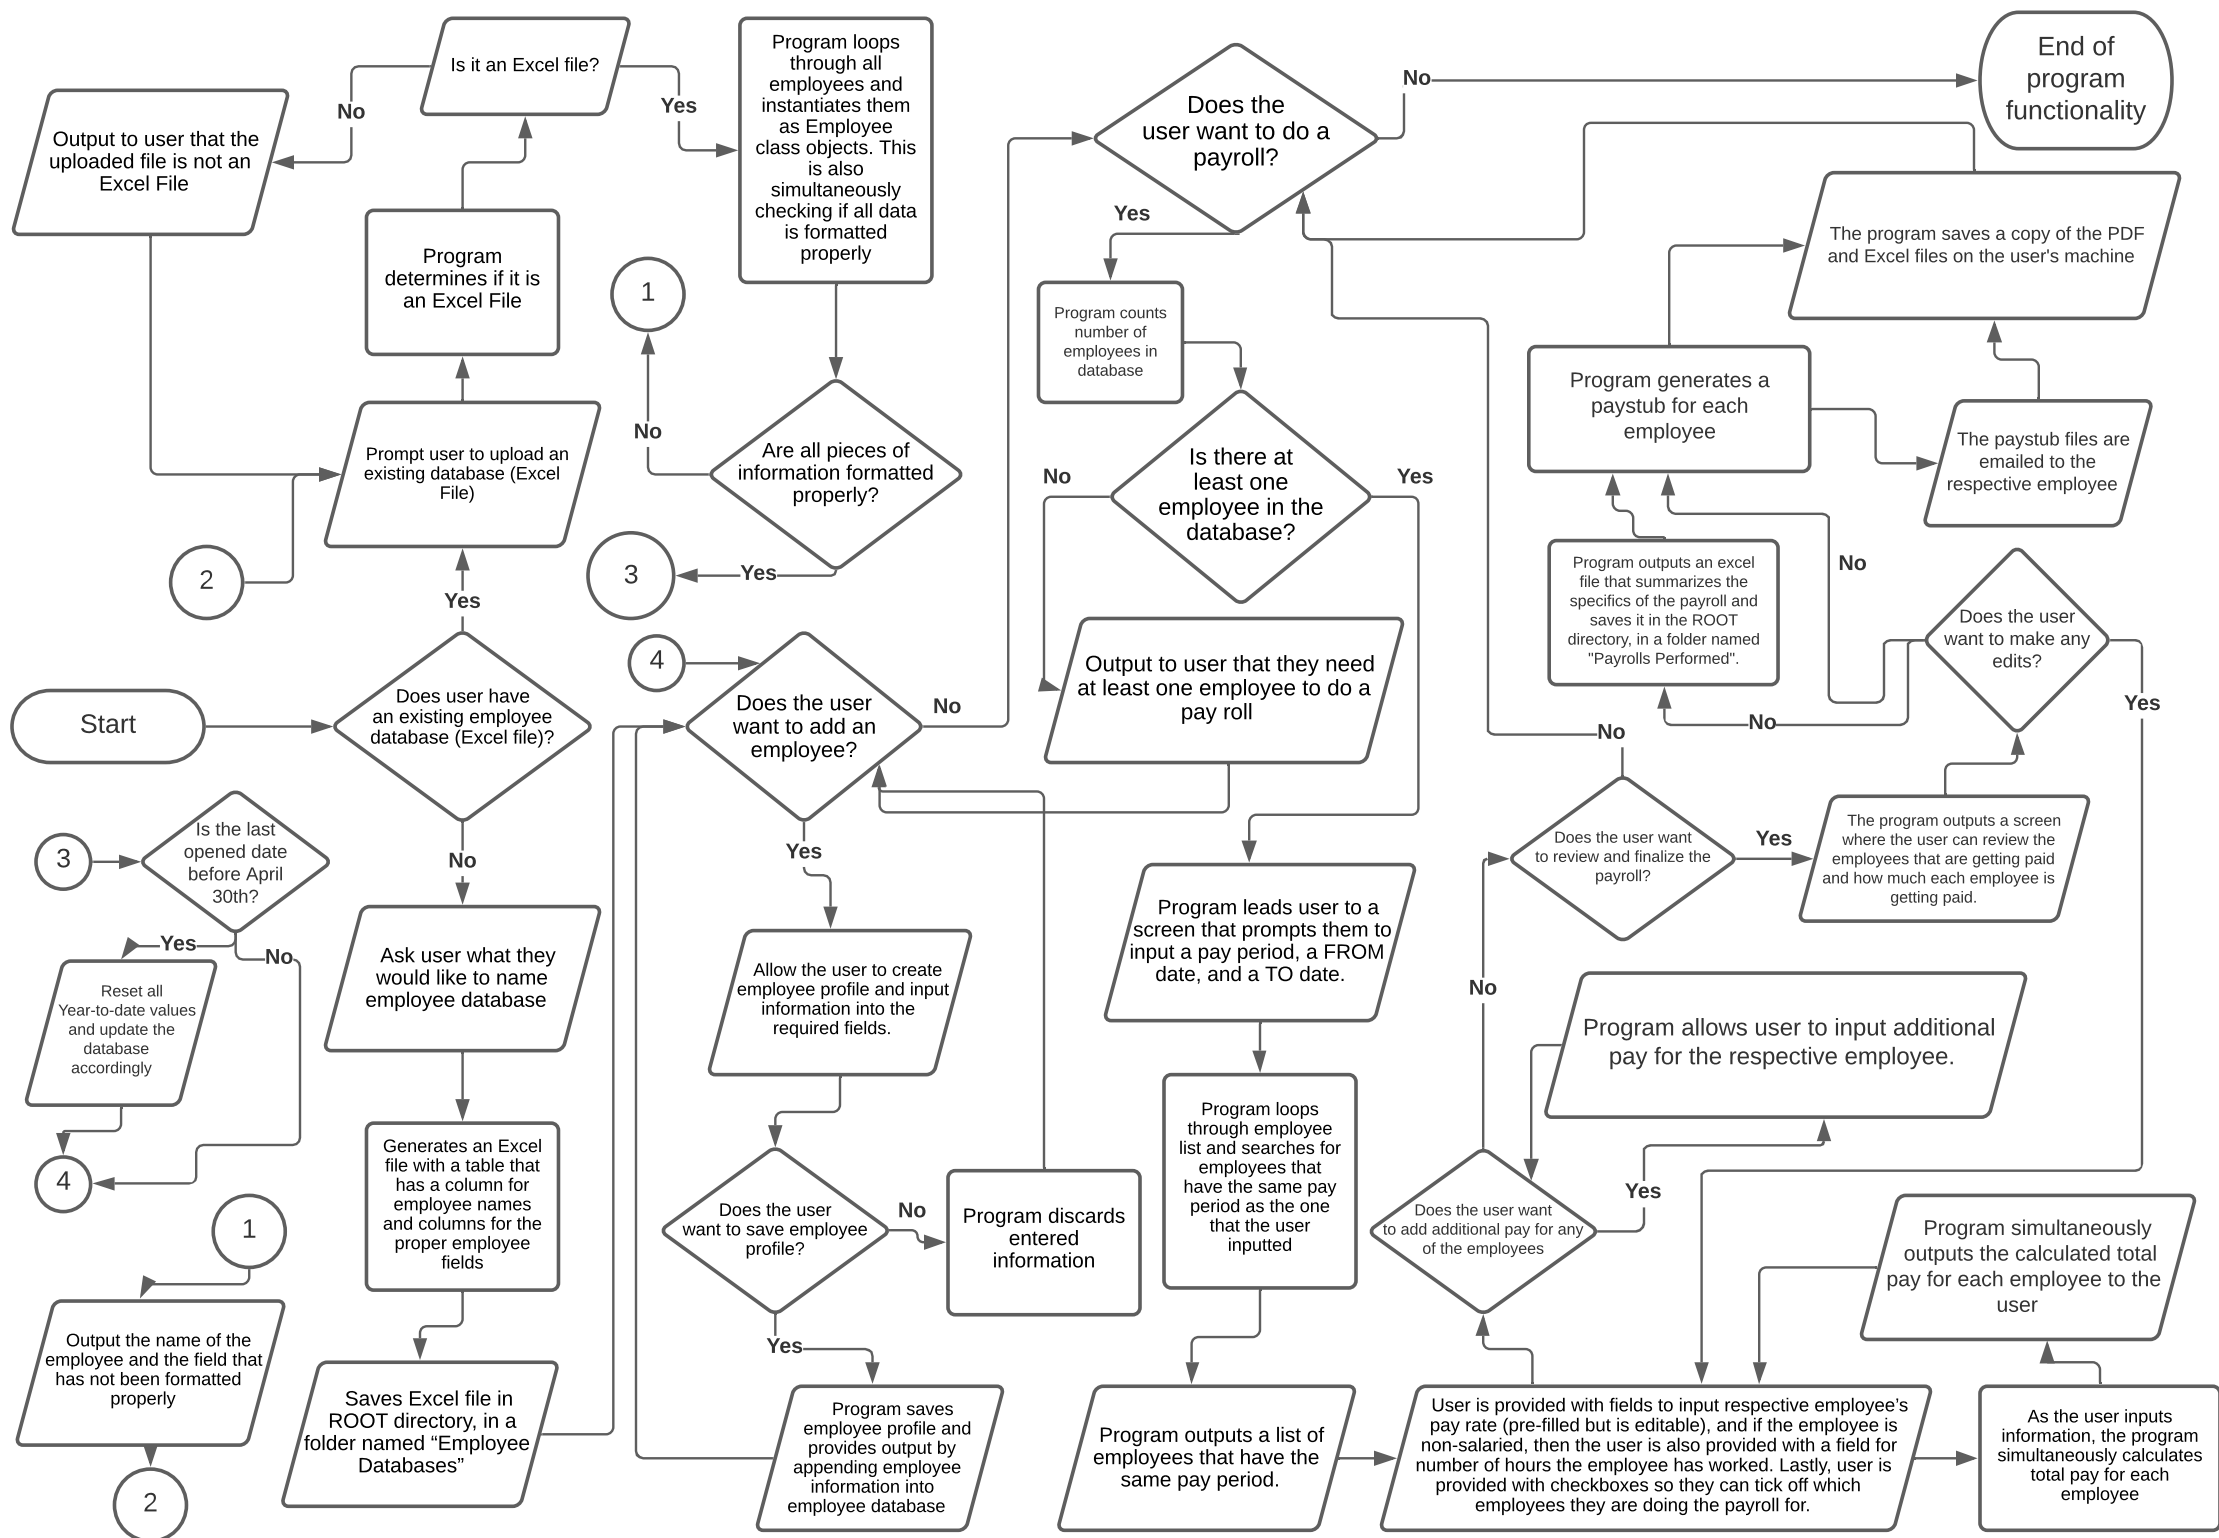 Start
Does user have
an existing employee
database (Excel file)?
Yes
No
Prompt user to upload an
existing database (Excel
File)
2
Program
determines if it is
an Excel File
Is it an Excel file?
No
Output to user that the
uploaded file is not an
Excel File
Yes
Program loops
through all
employees and
instantiates them
as Employee
class objects. This
is also
simultaneously
checking if all data
is formatted
properly
Are all pieces of
information formatted
properly?
No
1
Yes
3
3
Is the last
opened date
before April
30th?
Yes
No
Reset all
Year-to-date values
and update the
database
accordingly
4
1
Output the name of the
employee and the field that
has not been formatted
properly
2
Ask user what they
would like to name
employee database
Generates an Excel
file with a table that
has a column for
employee names
and columns for the
proper employee
fields
Saves Excel file in
ROOT directory, in a
folder named “Employee
Databases”
4
Does the user
want to add an
employee?
No
Yes
Allow the user to create
employee profile and input
information into the
required fields.
Does the user
want to save employee
profile?
No
Program discards
entered
information
Yes
Program saves
employee profile and
provides output by
appending employee
information into
employee database
Does the
user want to do a
payroll?
No
End of
program
functionality
Yes
Program counts
number of
employees in
database
Is there at
least one
employee in the
database?
No
Yes
Output to user that they need
at least one employee to do a
pay roll
Program leads user to a
screen that prompts them to
input a pay period, a FROM
date, and a TO date.
Program loops
through employee
list and searches for
employees that
have the same pay
period as the one
that the user
inputted
Program outputs a list of
employees that have the
same pay period.
User is provided with fields to input respective employee’s
pay rate (pre-filled but is editable), and if the employee is
non-salaried, then the user is also provided with a field for
number of hours the employee has worked. Lastly, user is
provided with checkboxes so they can tick off which
employees they are doing the payroll for.
As the user inputs
information, the program
simultaneously calculates
total pay for each
employee
Program simultaneously
outputs the calculated total
pay for each employee to the
user
Does the user want
to add additional pay for any
of the employees
Yes
Program allows user to input additional
pay for the respective employee.
No
Does the user want
to review and finalize the
payroll?
No
Yes
The program outputs a screen
where the user can review the
employees that are getting paid
and how much each employee is
getting paid.
Does the user
want to make any
edits?
Yes
No
No
Program outputs an excel
file that summarizes the
specifics of the payroll and
saves it in the ROOT
directory, in a folder named
"Payrolls Performed".
Program generates a
paystub for each
employee
The paystub files are
emailed to the
respective employee
The program saves a copy of the PDF
and Excel files on the user's machine